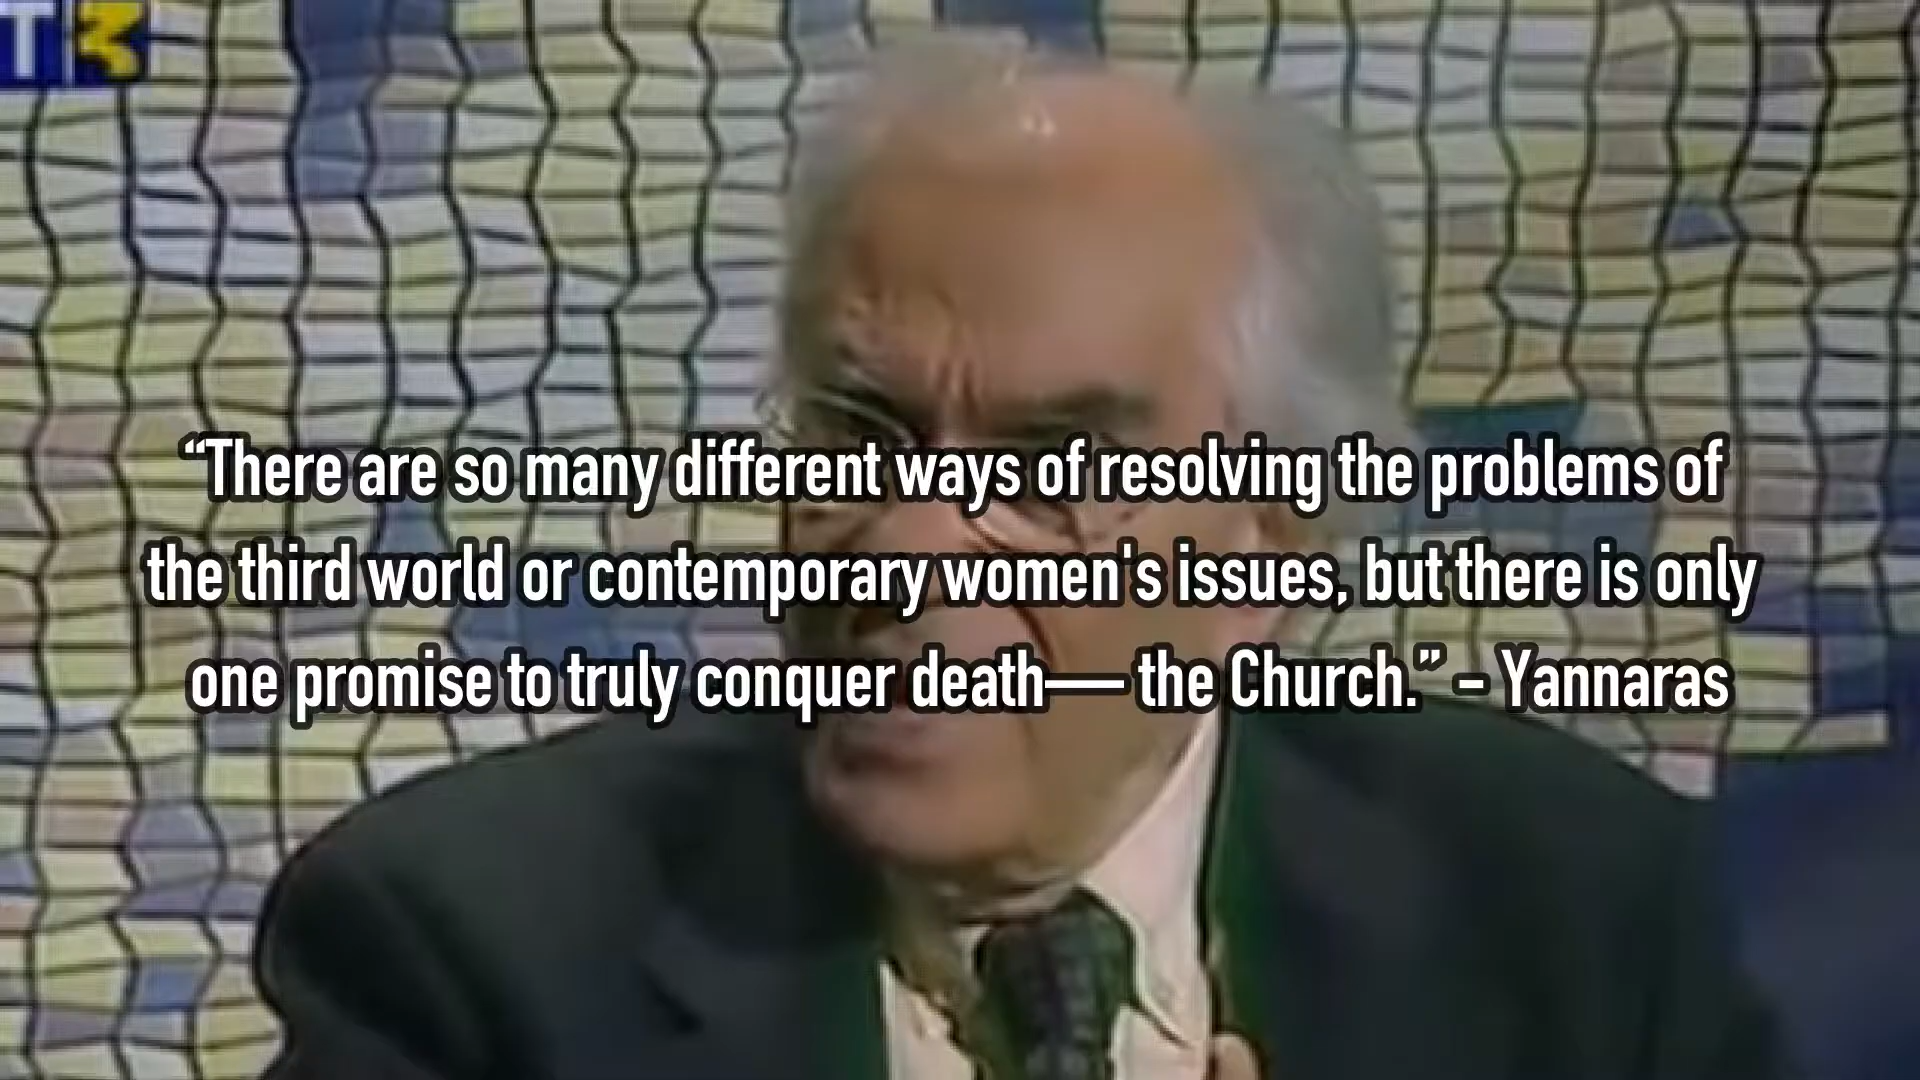 T3
“There are so many different ways of resolving the problems of
the third world or contemporary women's issues, but there is only
one promise to truly conquer death— the Church.” – Yannaras